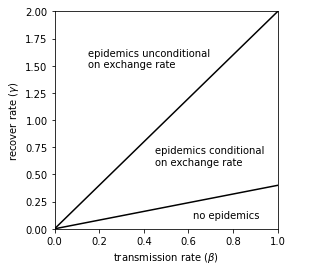 2.00
1.75
1.50
1.25
1.00
0.75
0.50
0.25
0.00
recover rate (γ)
epidemics unconditional
on exchange rate
epidemics conditional
on exchange rate
no epidemics
0.0 0.2 0.4 0.6 0.8 1.0
transmission rate (β)